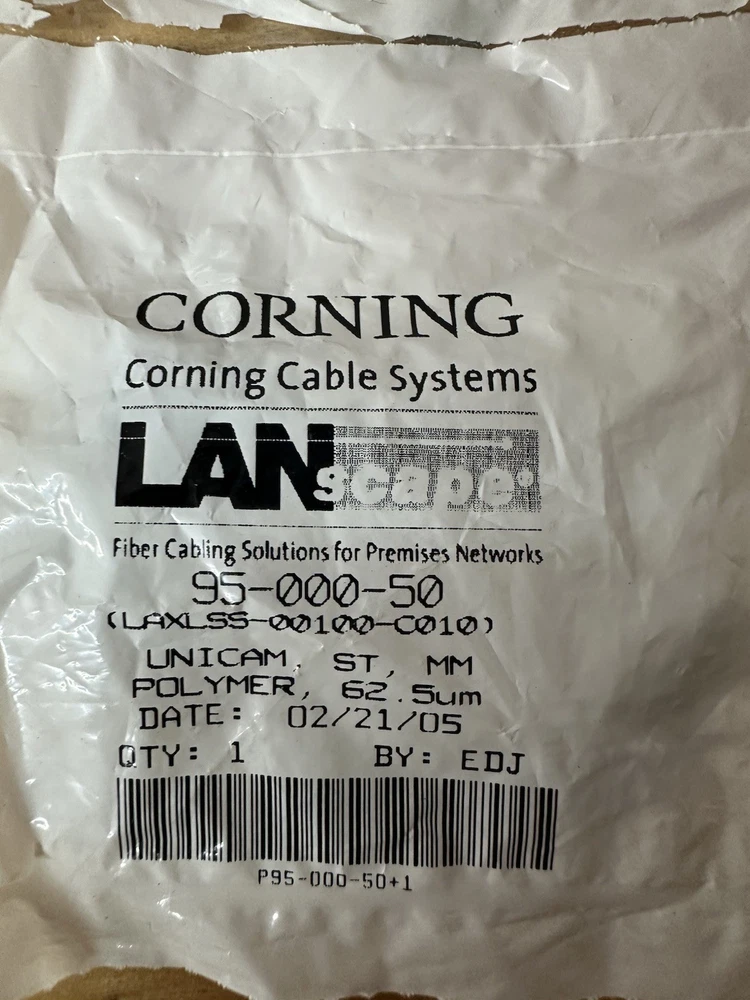 CORNING
Corning Cable Systems
LANscape®
Fiber Cabling Solutions for Premises Networks
95-000-50
(LAXLSS-00100-C010)
UNICAM, ST, MM
POLYMER, 62.5um
DATE: 02/21/05
QTY: 1 BY: EDJ
P95-000-50+1